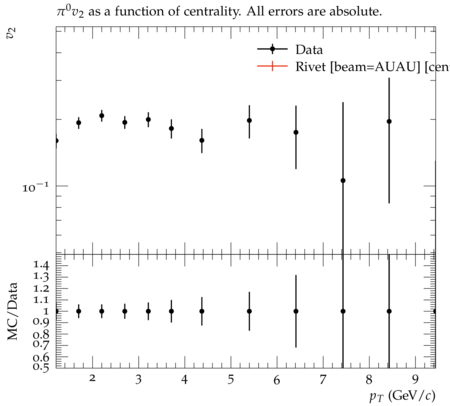 π⁰v₂ as a function of centrality. All errors are absolute.
v₂
Data
Rivet [beam=AUAU] [cen
10⁻¹
MC/Data
1.4
1.3
1.2
1.1
1
0.9
0.8
0.7
0.6
0.5
2 3 4 5 6 7 8 9
p_T (GeV/c)